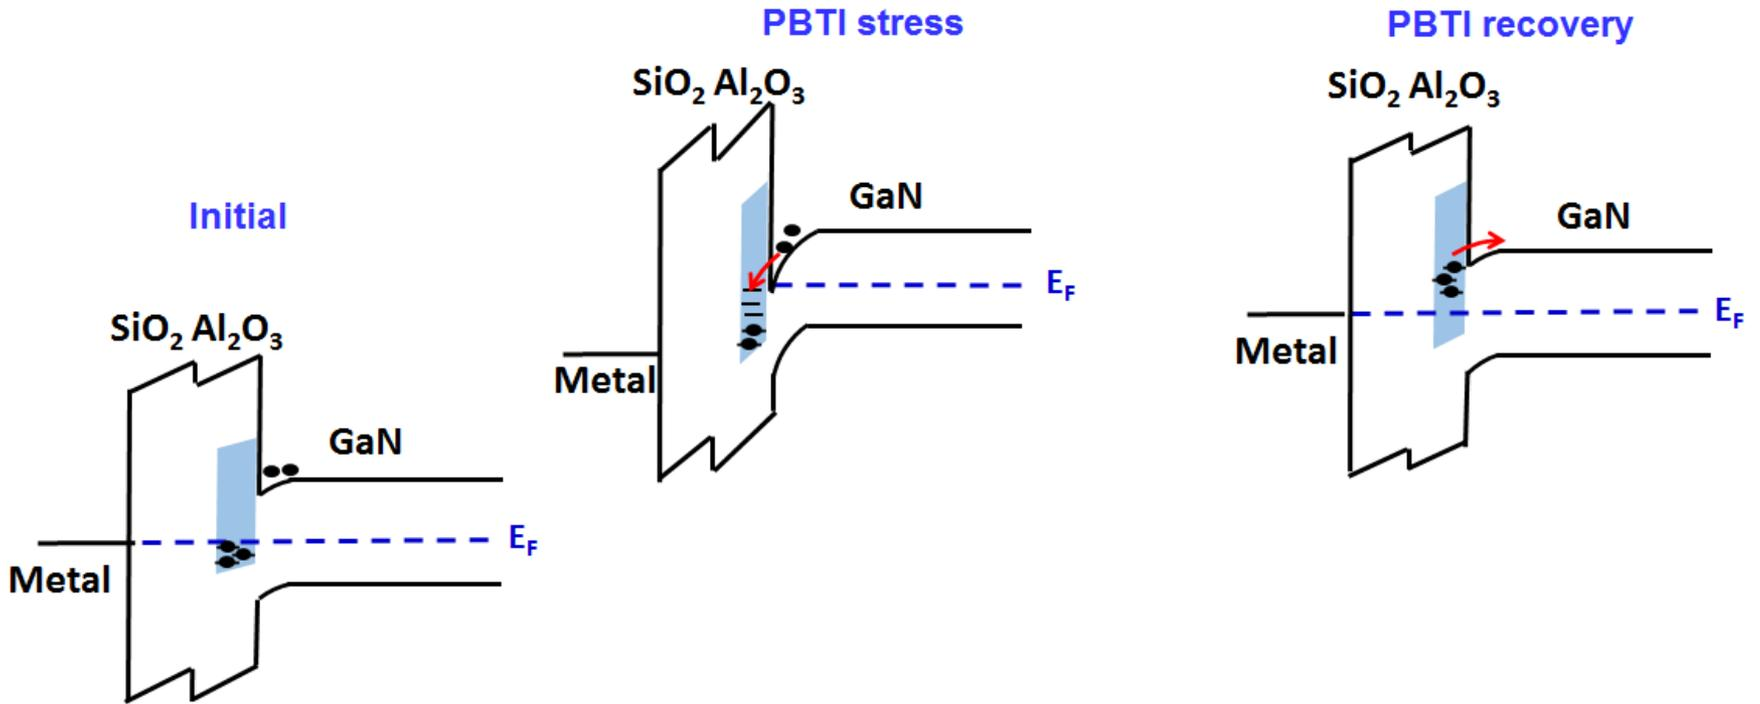 Initial
SiO2 Al2O3
GaN
EF
Metal
PBTI stress
SiO2 Al2O3
GaN
EF
Metal
PBTI recovery
SiO2 Al2O3
GaN
EF
Metal